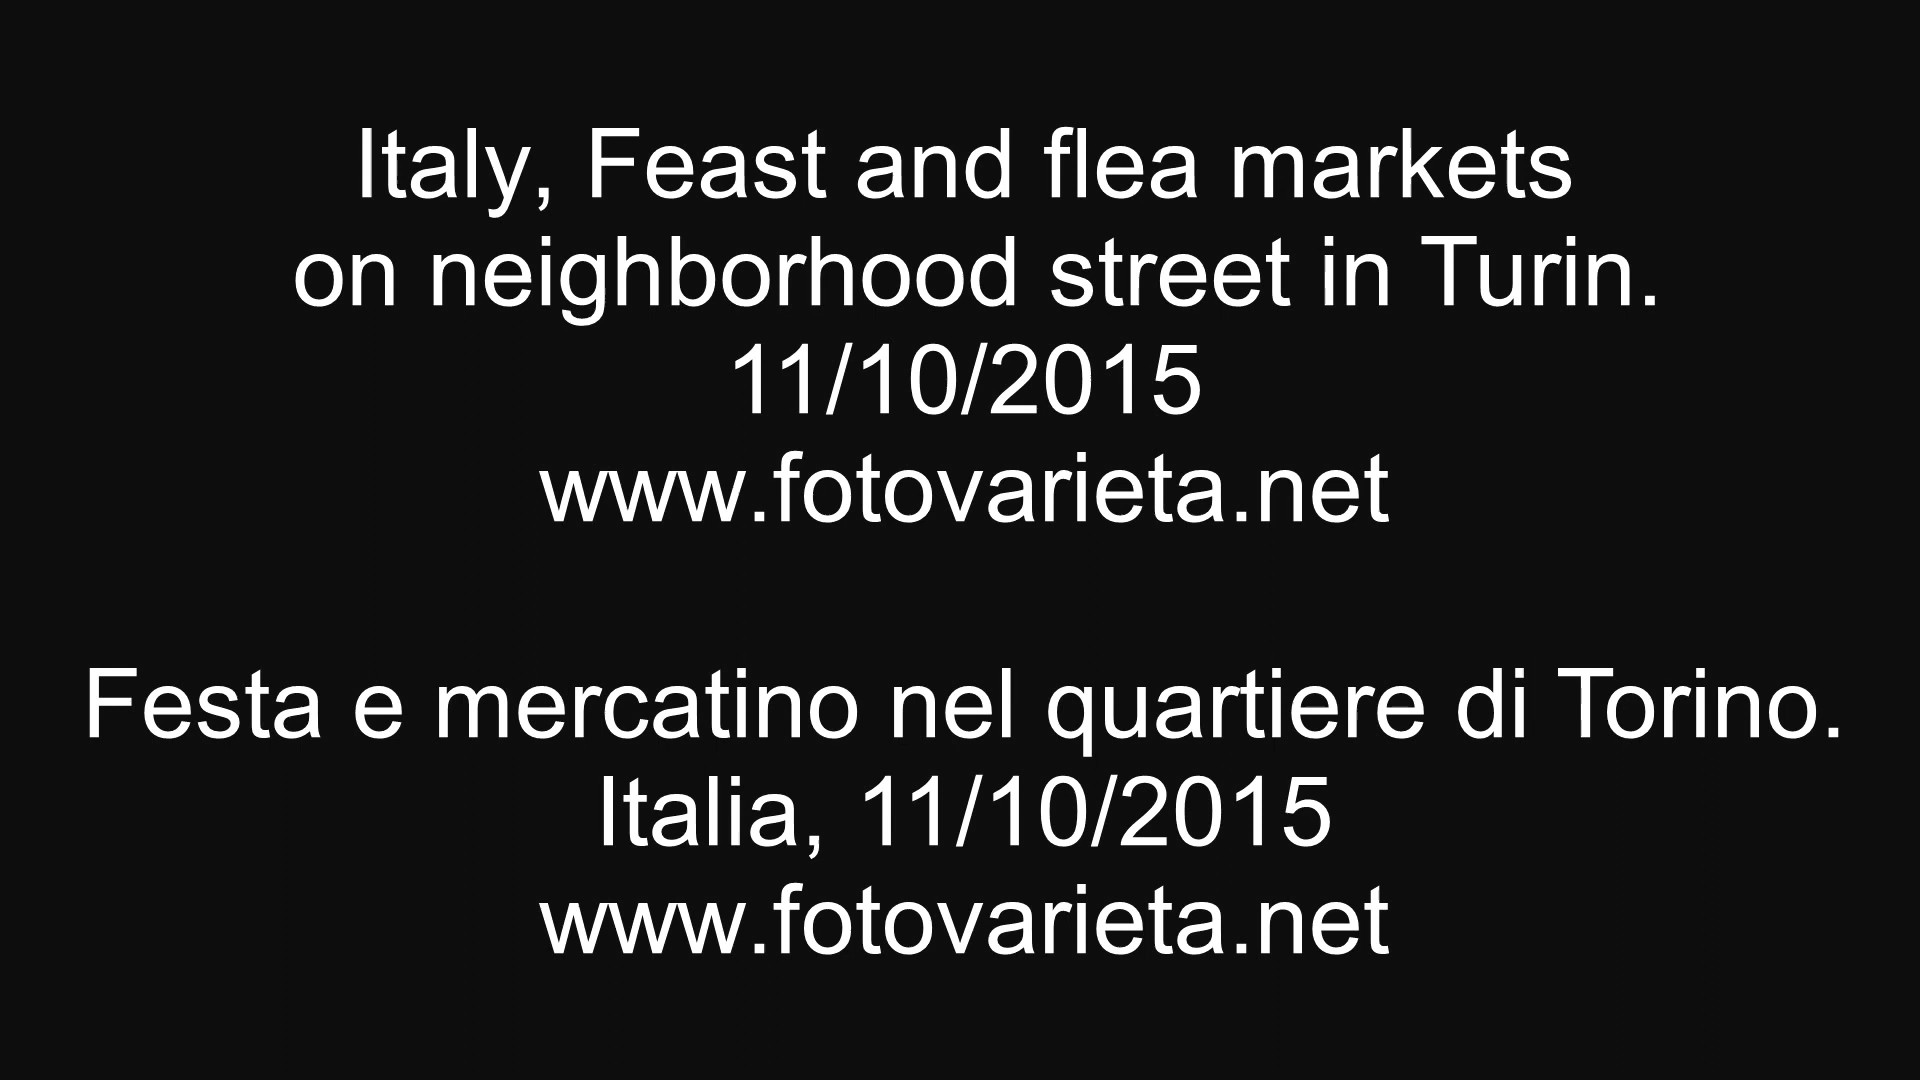 Italy, Feast and flea markets
on neighborhood street in Turin.
11/10/2015
www.fotovarieta.net
Festa e mercatino nel quartiere di Torino.
Italia, 11/10/2015
www.fotovarieta.net